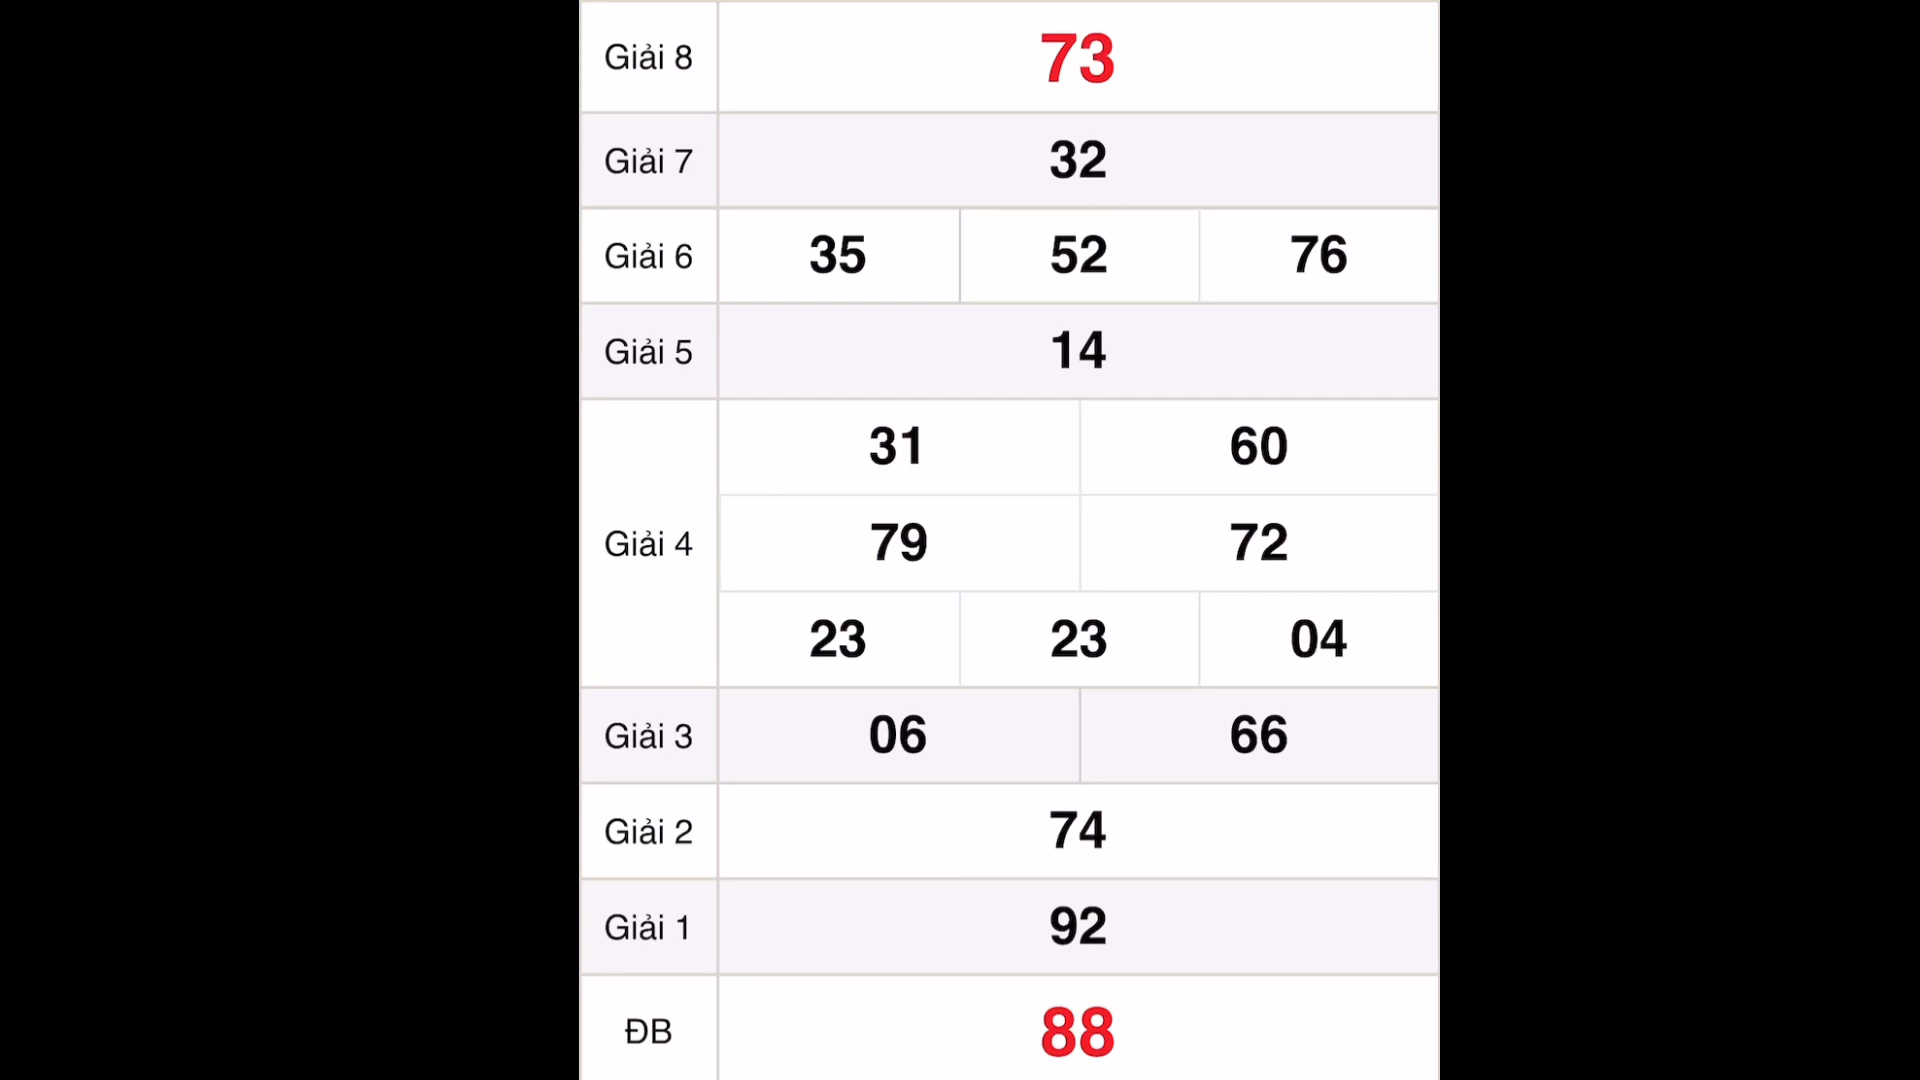 Giải 8 73
Giải 7 32
Giải 6 35 52 76
Giải 5 14
31 60
Giải 4 79 72
23 23 04
Giải 3 06 66
Giải 2 74
Giải 1 92
ĐB 88